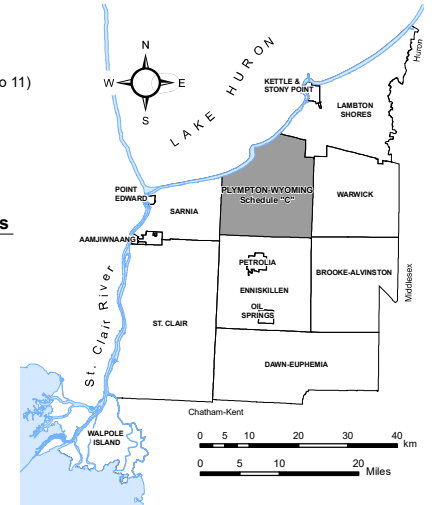 N
W E
S
o 11)
s
LAKE HURON
Huron
KETTLE &
STONY POINT
LAMBTON
SHORES
POINT
EDWARD
SARNIA
PLYMPTON-WYOMING
Schedule "C"
WARWICK
AAMJIWNAANG
PETROLIA
ENNISKILLEN
BROOKE-ALVINSTON
Middlesex
OIL
SPRINGS
ST. CLAIR
St. Clair River
DAWN-EUPHEMIA
Chatham-Kent
WALPOLE
ISLAND
0 5 10 20 30 40
km
0 5 10 20
Miles